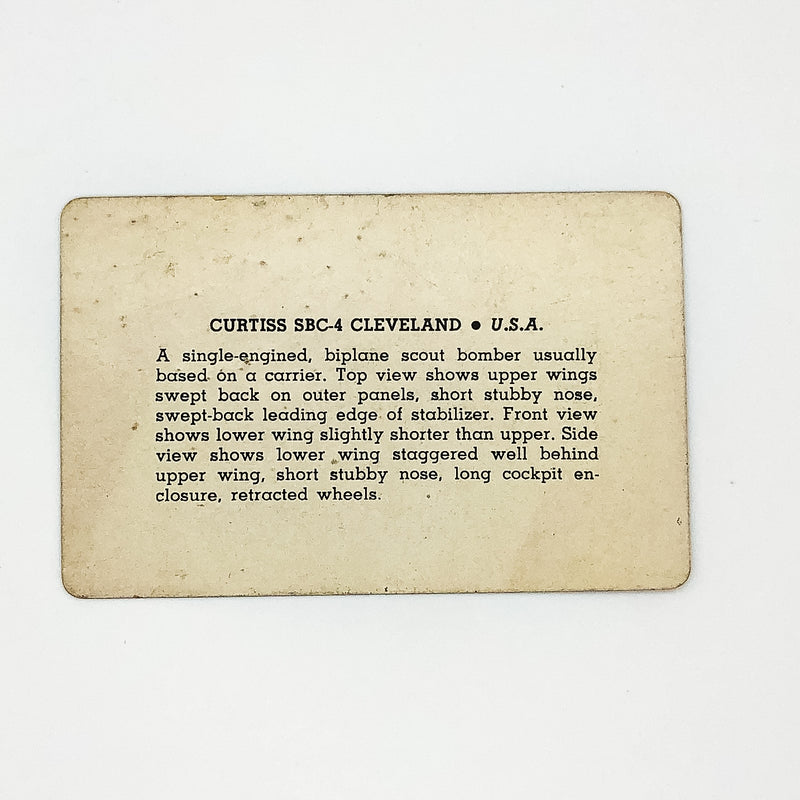 CURTISS SBC-4 CLEVELAND ● U.S.A.
A single-engined, biplane scout bomber usually
based on a carrier. Top view shows upper wings
swept back on outer panels, short stubby nose,
swept-back leading edge of stabilizer. Front view
shows lower wing slightly shorter than upper. Side
view shows lower wing staggered well behind
upper wing, short stubby nose, long cockpit en-
closure, retracted wheels.